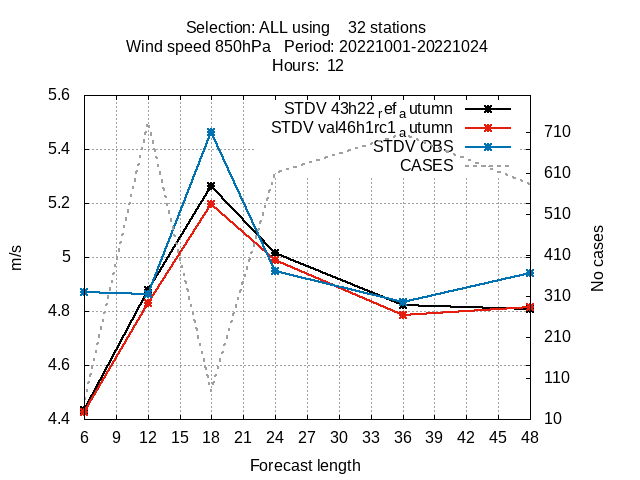 Selection: ALL using    32 stations
Wind speed 850hPa   Period: 20221001-20221024
Hours:  12
STDV 43h22_ref_autumn
STDV val46h1rc1_autumn
STDV OBS
CASES
5.6
5.4
5.2
5
4.8
4.6
4.4
m/s
710
610
510
410
310
210
110
10
No cases
6 9 12 15 18 21 24 27 30 33 36 39 42 45 48
Forecast length